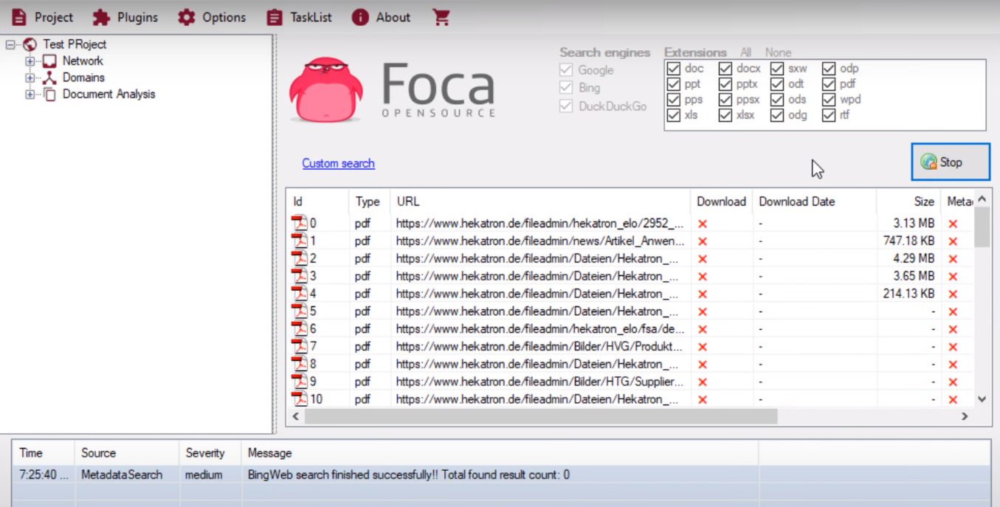 Project Plugins Options TaskList About
Test PRoject
Network
Domains
Document Analysis
Foca
OPENSOURCE
Search engines
Google
Bing
DuckDuckGo
Extensions All None
doc docx sxw odp
ppt pptx odt pdf
pps ppsx ods wpd
xls xlsx odg rtf
Custom search
Stop
Id Type URL Download Download Date Size Meta
0 pdf https://www.hekatron.de/fileadmin/hekatron_elo/2952_... - 3.13 MB
1 pdf https://www.hekatron.de/fileadmin/news/Artikel_Anwen... - 747.18 KB
2 pdf https://www.hekatron.de/fileadmin/Dateien/Hekatron_... - 4.29 MB
3 pdf https://www.hekatron.de/fileadmin/Dateien/Hekatron_... - 3.65 MB
4 pdf https://www.hekatron.de/fileadmin/Dateien/Hekatron_... - 214.13 KB
5 pdf https://www.hekatron.de/fileadmin/Dateien/Hekatron_... - -
6 pdf https://www.hekatron.de/fileadmin/hekatron_elo/fsa/de... - -
7 pdf https://www.hekatron.de/fileadmin/Bilder/HVG/Produkt... - -
8 pdf https://www.hekatron.de/fileadmin/Dateien/Hekatron_... - -
9 pdf https://www.hekatron.de/fileadmin/Bilder/HTG/Supplier... - -
10 pdf https://www.hekatron.de/fileadmin/Dateien/Hekatron_... - -
Time Source Severity Message
7:25:40 ... MetadataSearch medium BingWeb search finished successfully!! Total found result count: 0